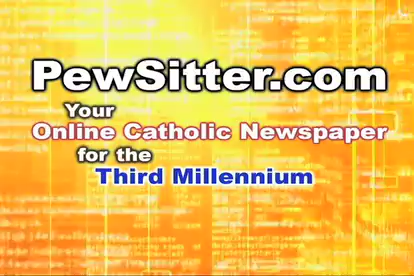 PewSitter.com
Your
Online Catholic Newspaper
for the
Third Millennium